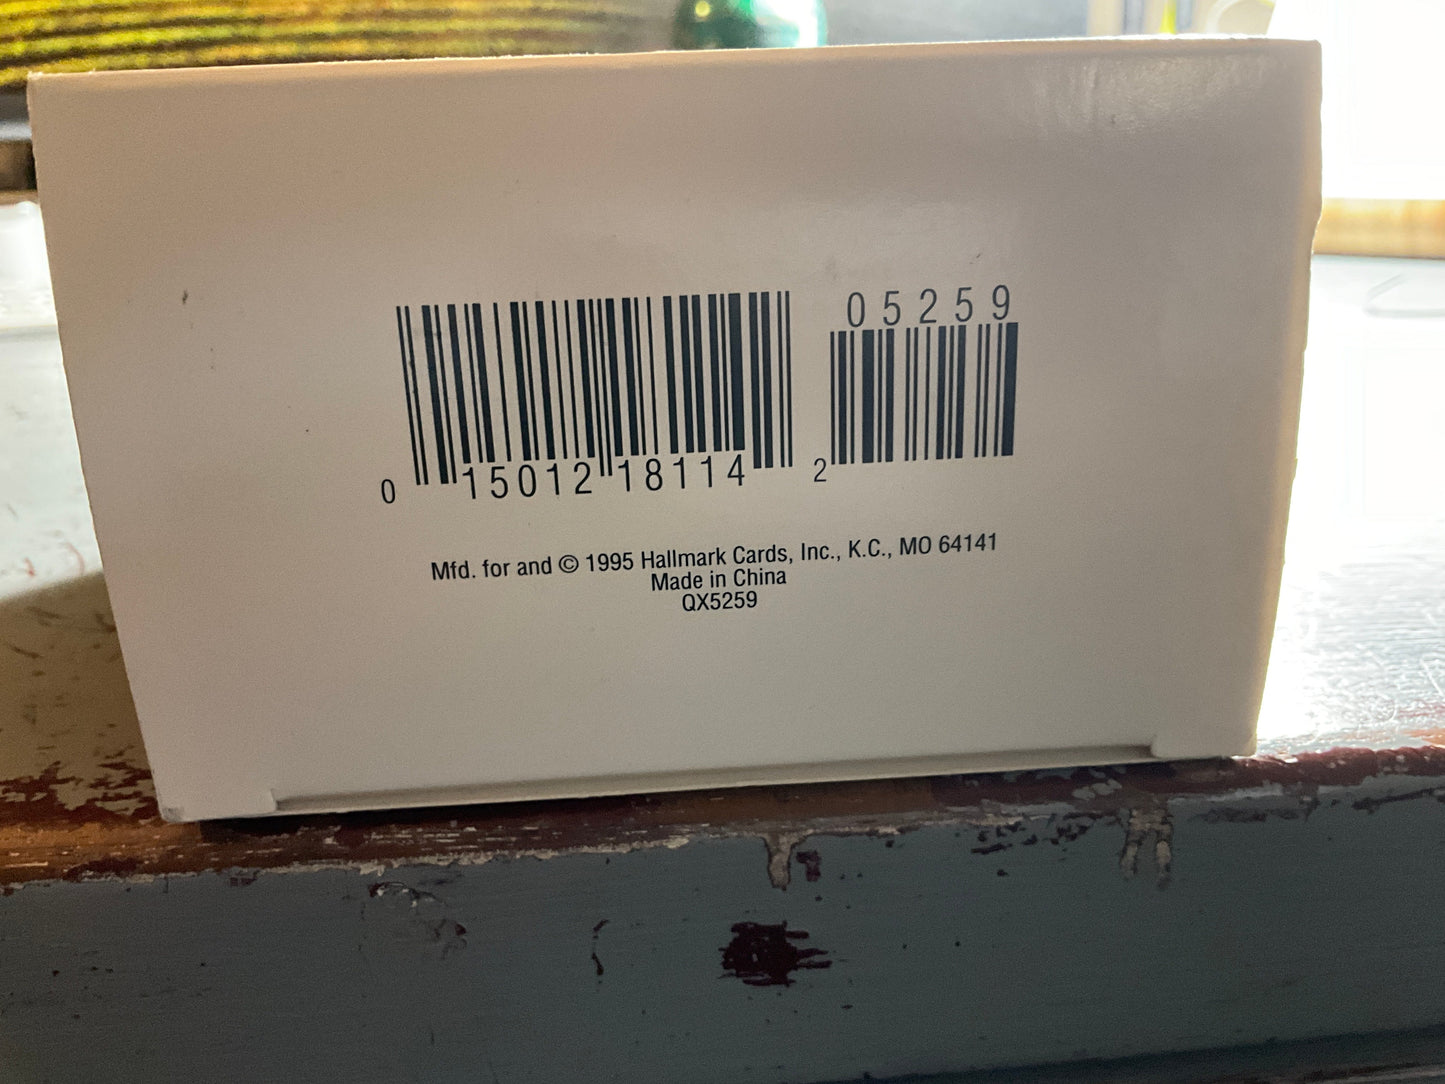 05259
0 15012 18114 2
Mfd. for and © 1995 Hallmark Cards, Inc., K.C., MO 64141
Made in China
QX5259